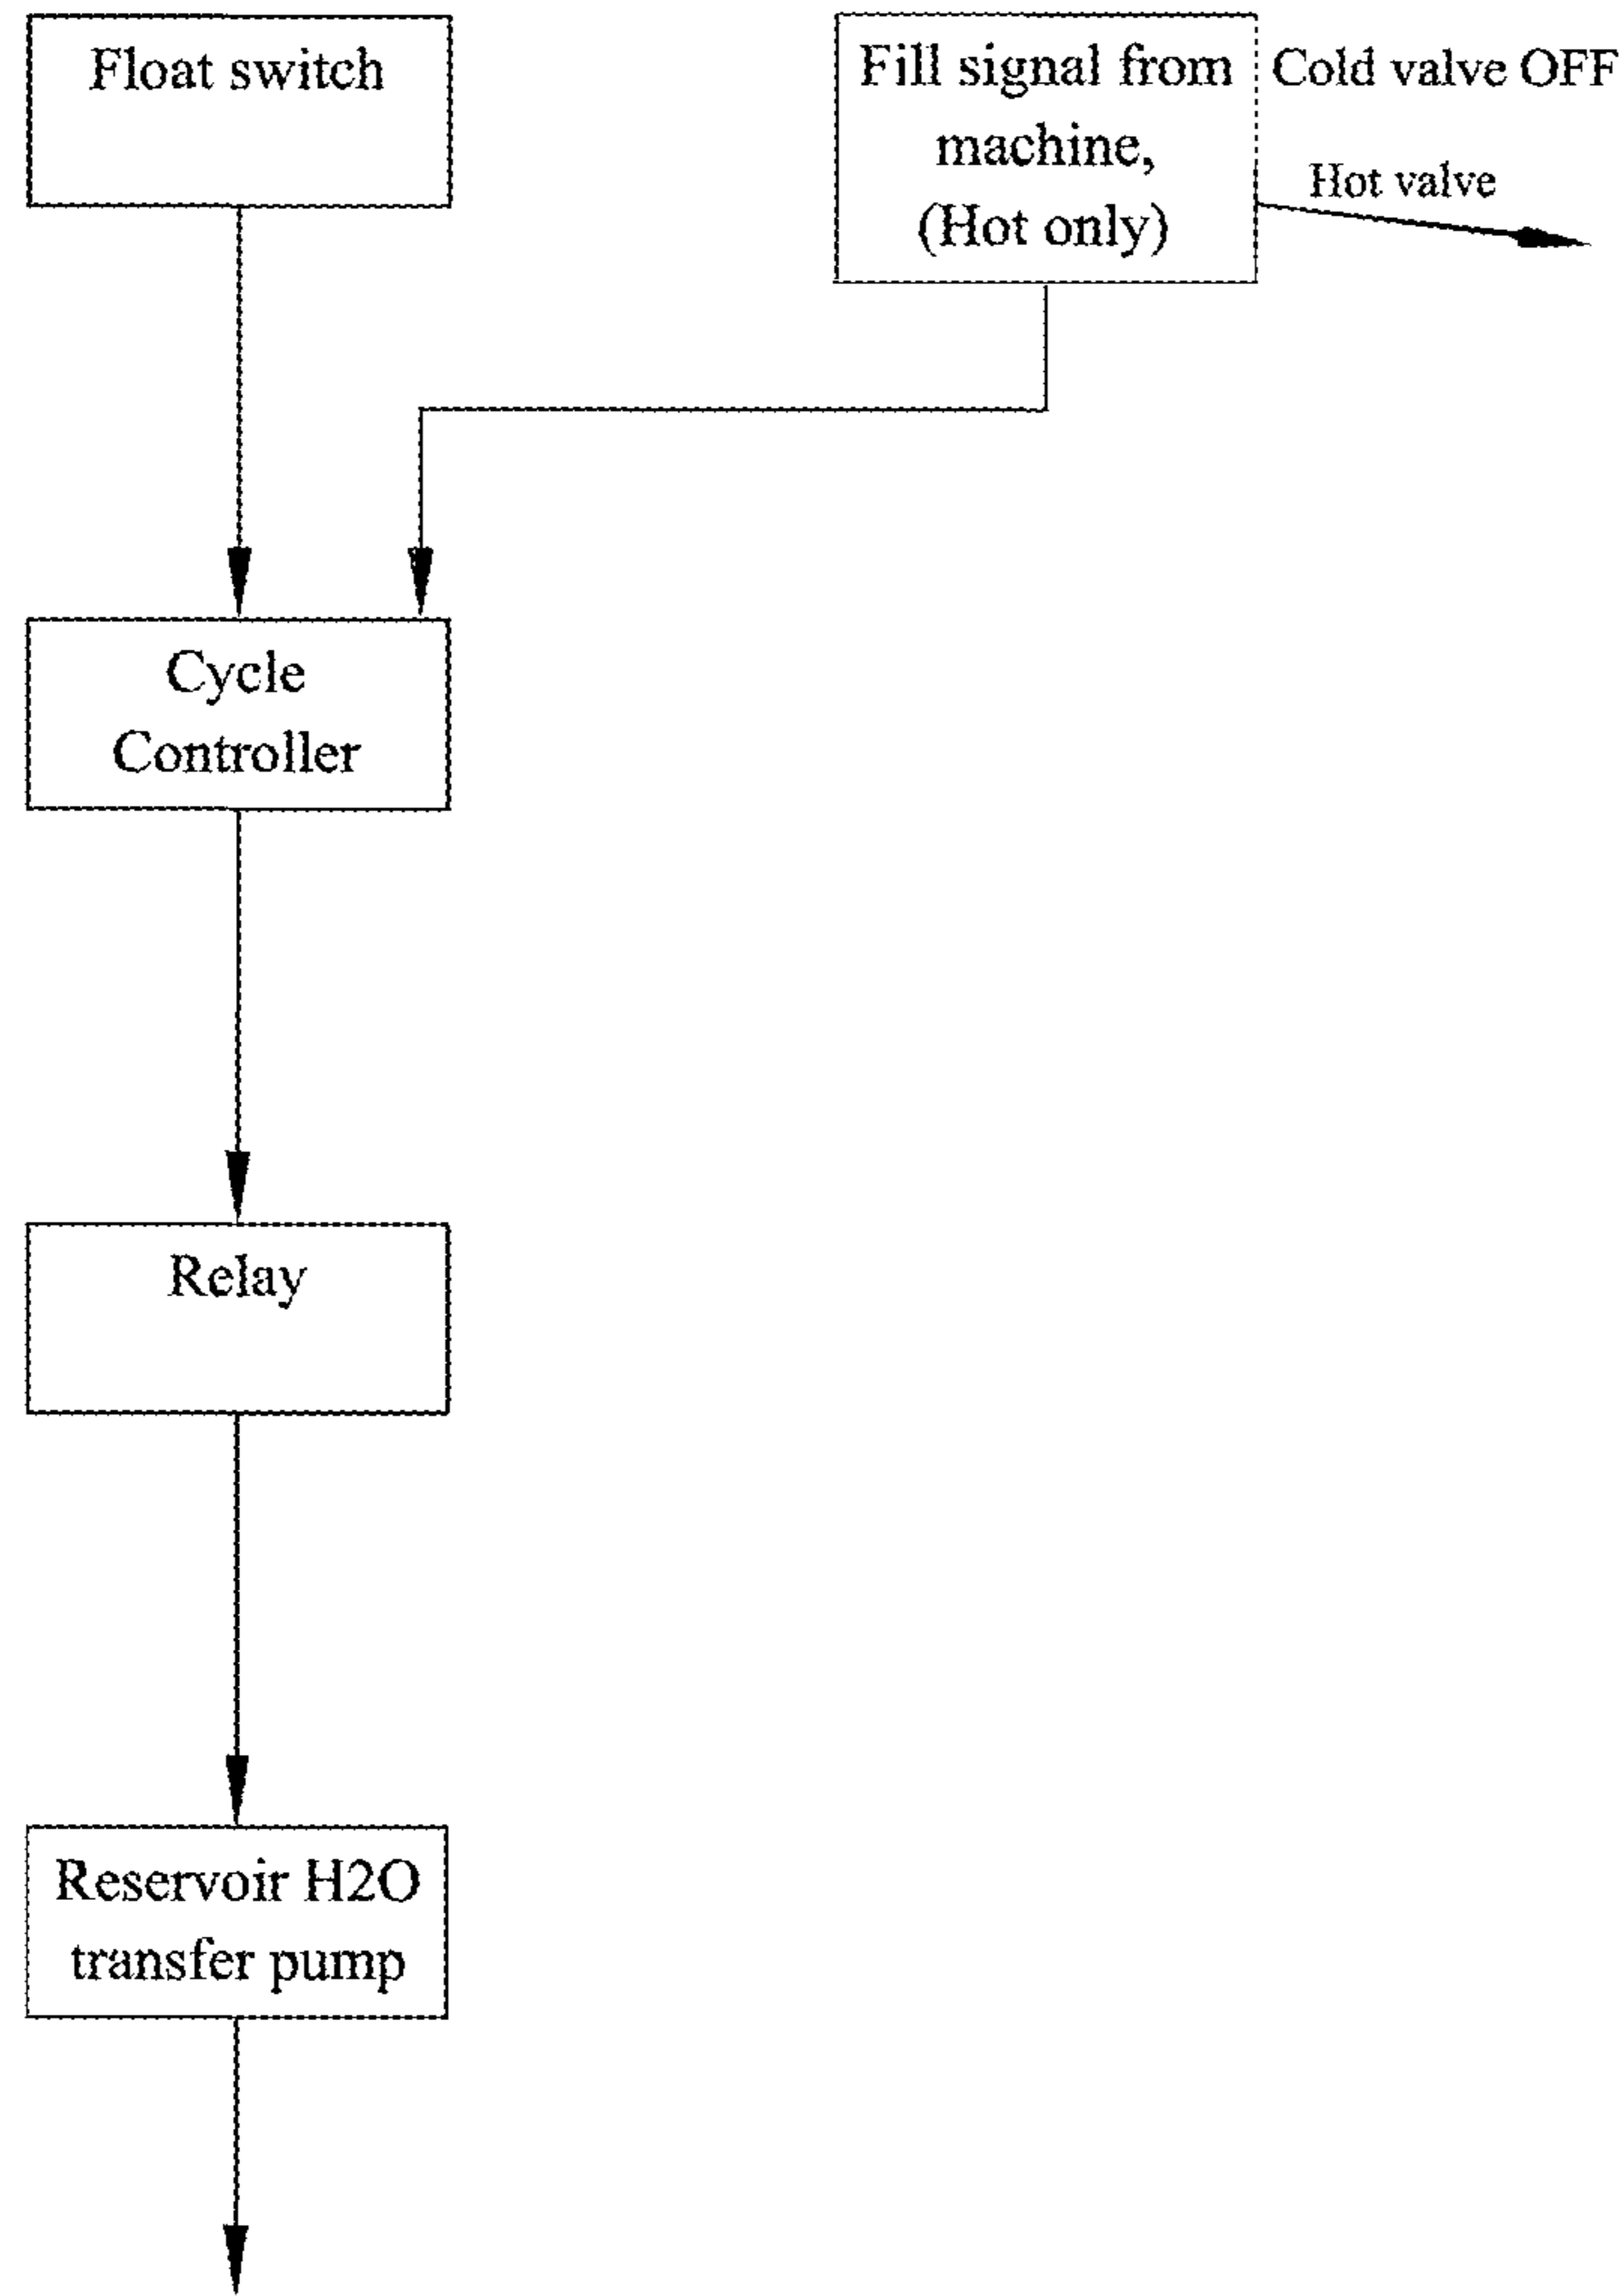 Float switch
Fill signal from
machine,
(Hot only)
Cold valve OFF
Hot valve
Cycle
Controller
Relay
Reservoir H2O
transfer pump